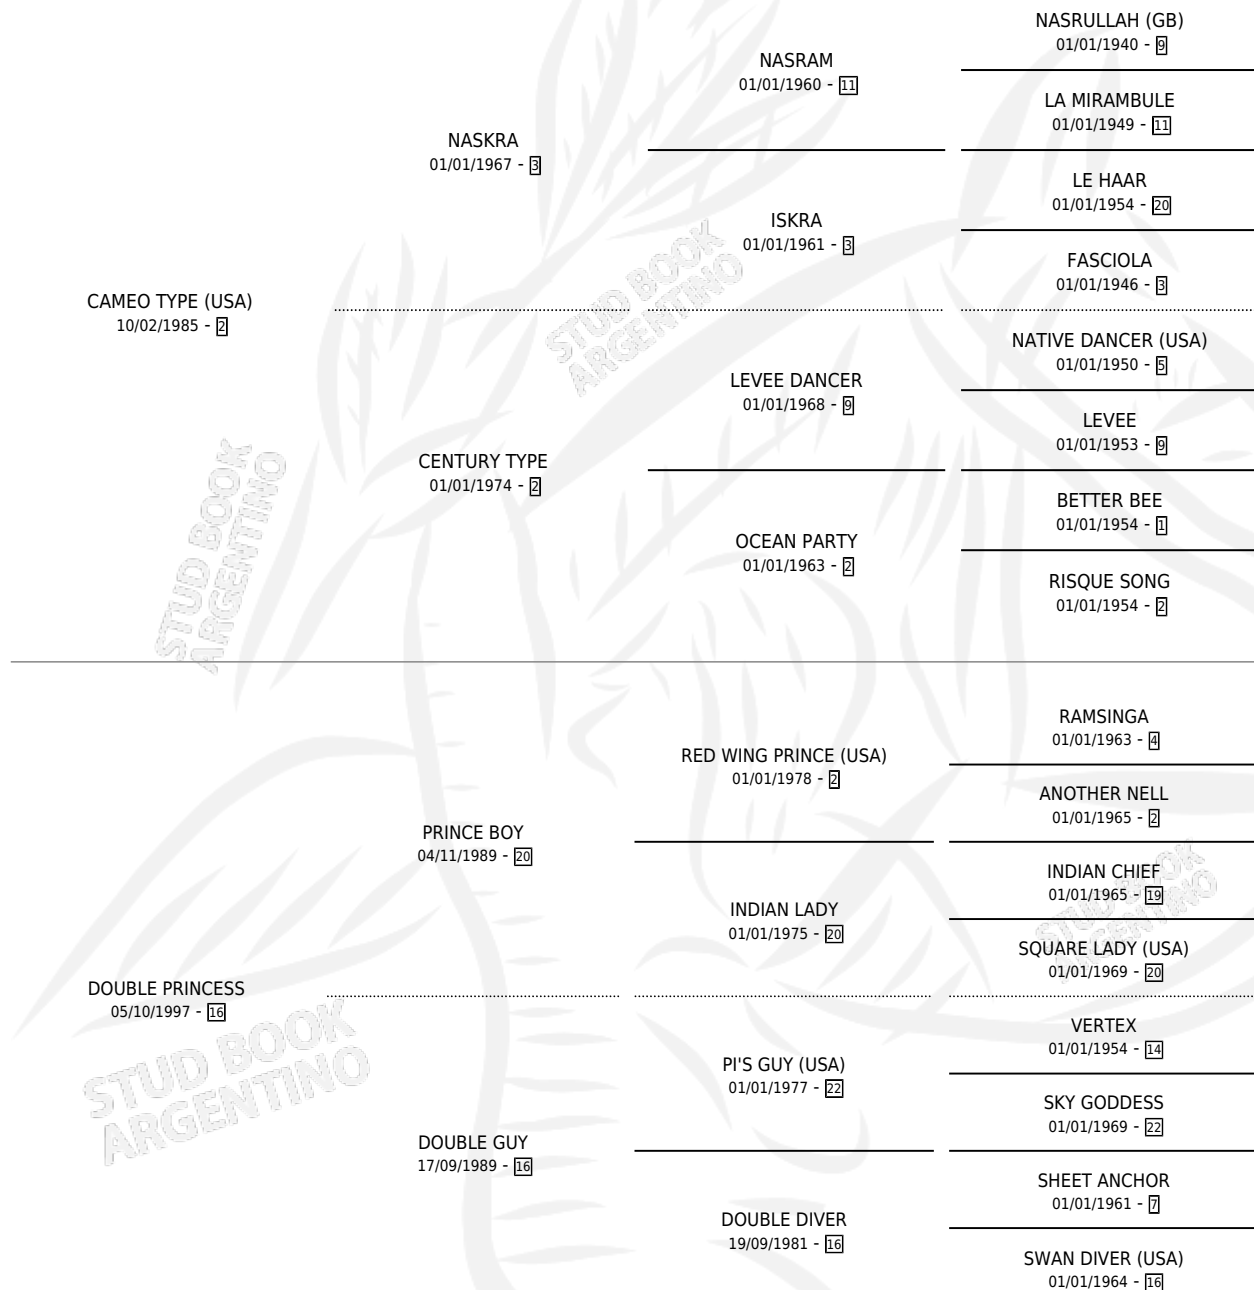 NASRULLAH (GB)
01/01/1940 - 9
NASRAM
01/01/1960 - 11
LA MIRAMBULE
01/01/1949 - 11
NASKRA
01/01/1967 - 3
LE HAAR
01/01/1954 - 20
ISKRA
01/01/1961 - 3
FASCIOLA
01/01/1946 - 3
CAMEO TYPE (USA)
10/02/1985 - 2
NATIVE DANCER (USA)
01/01/1950 - 5
LEVEE DANCER
01/01/1968 - 9
LEVEE
01/01/1953 - 9
CENTURY TYPE
01/01/1974 - 2
BETTER BEE
01/01/1954 - 1
OCEAN PARTY
01/01/1963 - 2
RISQUE SONG
01/01/1954 - 2
RAMSINGA
01/01/1963 - 4
RED WING PRINCE (USA)
01/01/1978 - 2
ANOTHER NELL
01/01/1965 - 2
PRINCE BOY
04/11/1989 - 20
INDIAN CHIEF
01/01/1965 - 19
INDIAN LADY
01/01/1975 - 20
SQUARE LADY (USA)
01/01/1969 - 20
DOUBLE PRINCESS
05/10/1997 - 16
VERTEX
01/01/1954 - 14
PI'S GUY (USA)
01/01/1977 - 22
SKY GODDESS
01/01/1969 - 22
DOUBLE GUY
17/09/1989 - 16
SHEET ANCHOR
01/01/1961 - 7
DOUBLE DIVER
19/09/1981 - 16
SWAN DIVER (USA)
01/01/1964 - 16
STUD BOOK
ARGENTINO
STUD BOOK
ARGENTINO
STUD BOOK
ARGENTINO
STUD BOOK
ARGENTINO